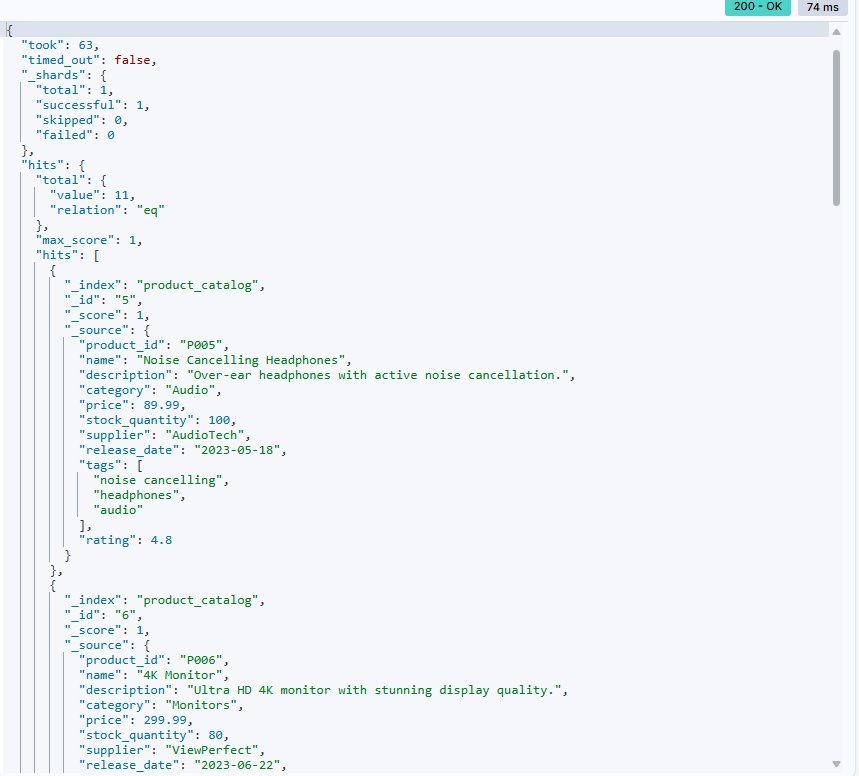 200 - OK 74 ms
{
"took": 63,
"timed_out": false,
"_shards": {
"total": 1,
"successful": 1,
"skipped": 0,
"failed": 0
},
"hits": {
"total": {
"value": 11,
"relation": "eq"
},
"max_score": 1,
"hits": [
{
"_index": "product_catalog",
"_id": "5",
"_score": 1,
"_source": {
"product_id": "P005",
"name": "Noise Cancelling Headphones",
"description": "Over-ear headphones with active noise cancellation.",
"category": "Audio",
"price": 89.99,
"stock_quantity": 100,
"supplier": "AudioTech",
"release_date": "2023-05-18",
"tags": [
"noise cancelling",
"headphones",
"audio"
],
"rating": 4.8
}
},
{
"_index": "product_catalog",
"_id": "6",
"_score": 1,
"_source": {
"product_id": "P006",
"name": "4K Monitor",
"description": "Ultra HD 4K monitor with stunning display quality.",
"category": "Monitors",
"price": 299.99,
"stock_quantity": 80,
"supplier": "ViewPerfect",
"release_date": "2023-06-22",